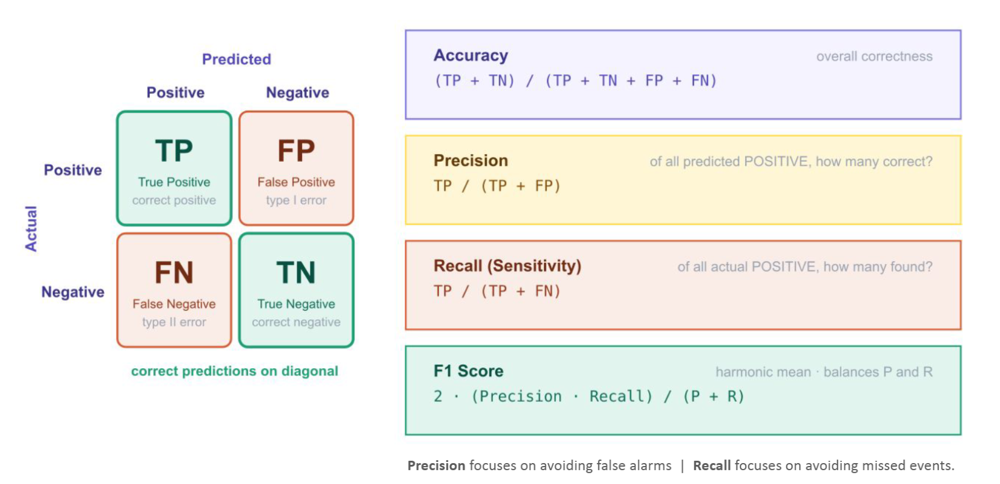 Predicted
Positive Negative
Actual
Positive
TP
True Positive
correct positive
FP
False Positive
type I error
Negative
FN
False Negative
type II error
TN
True Negative
correct negative
correct predictions on diagonal
Accuracy overall correctness
(TP + TN) / (TP + TN + FP + FN)
Precision of all predicted POSITIVE, how many correct?
TP / (TP + FP)
Recall (Sensitivity) of all actual POSITIVE, how many found?
TP / (TP + FN)
F1 Score harmonic mean · balances P and R
2 · (Precision · Recall) / (P + R)
Precision focuses on avoiding false alarms | Recall focuses on avoiding missed events.